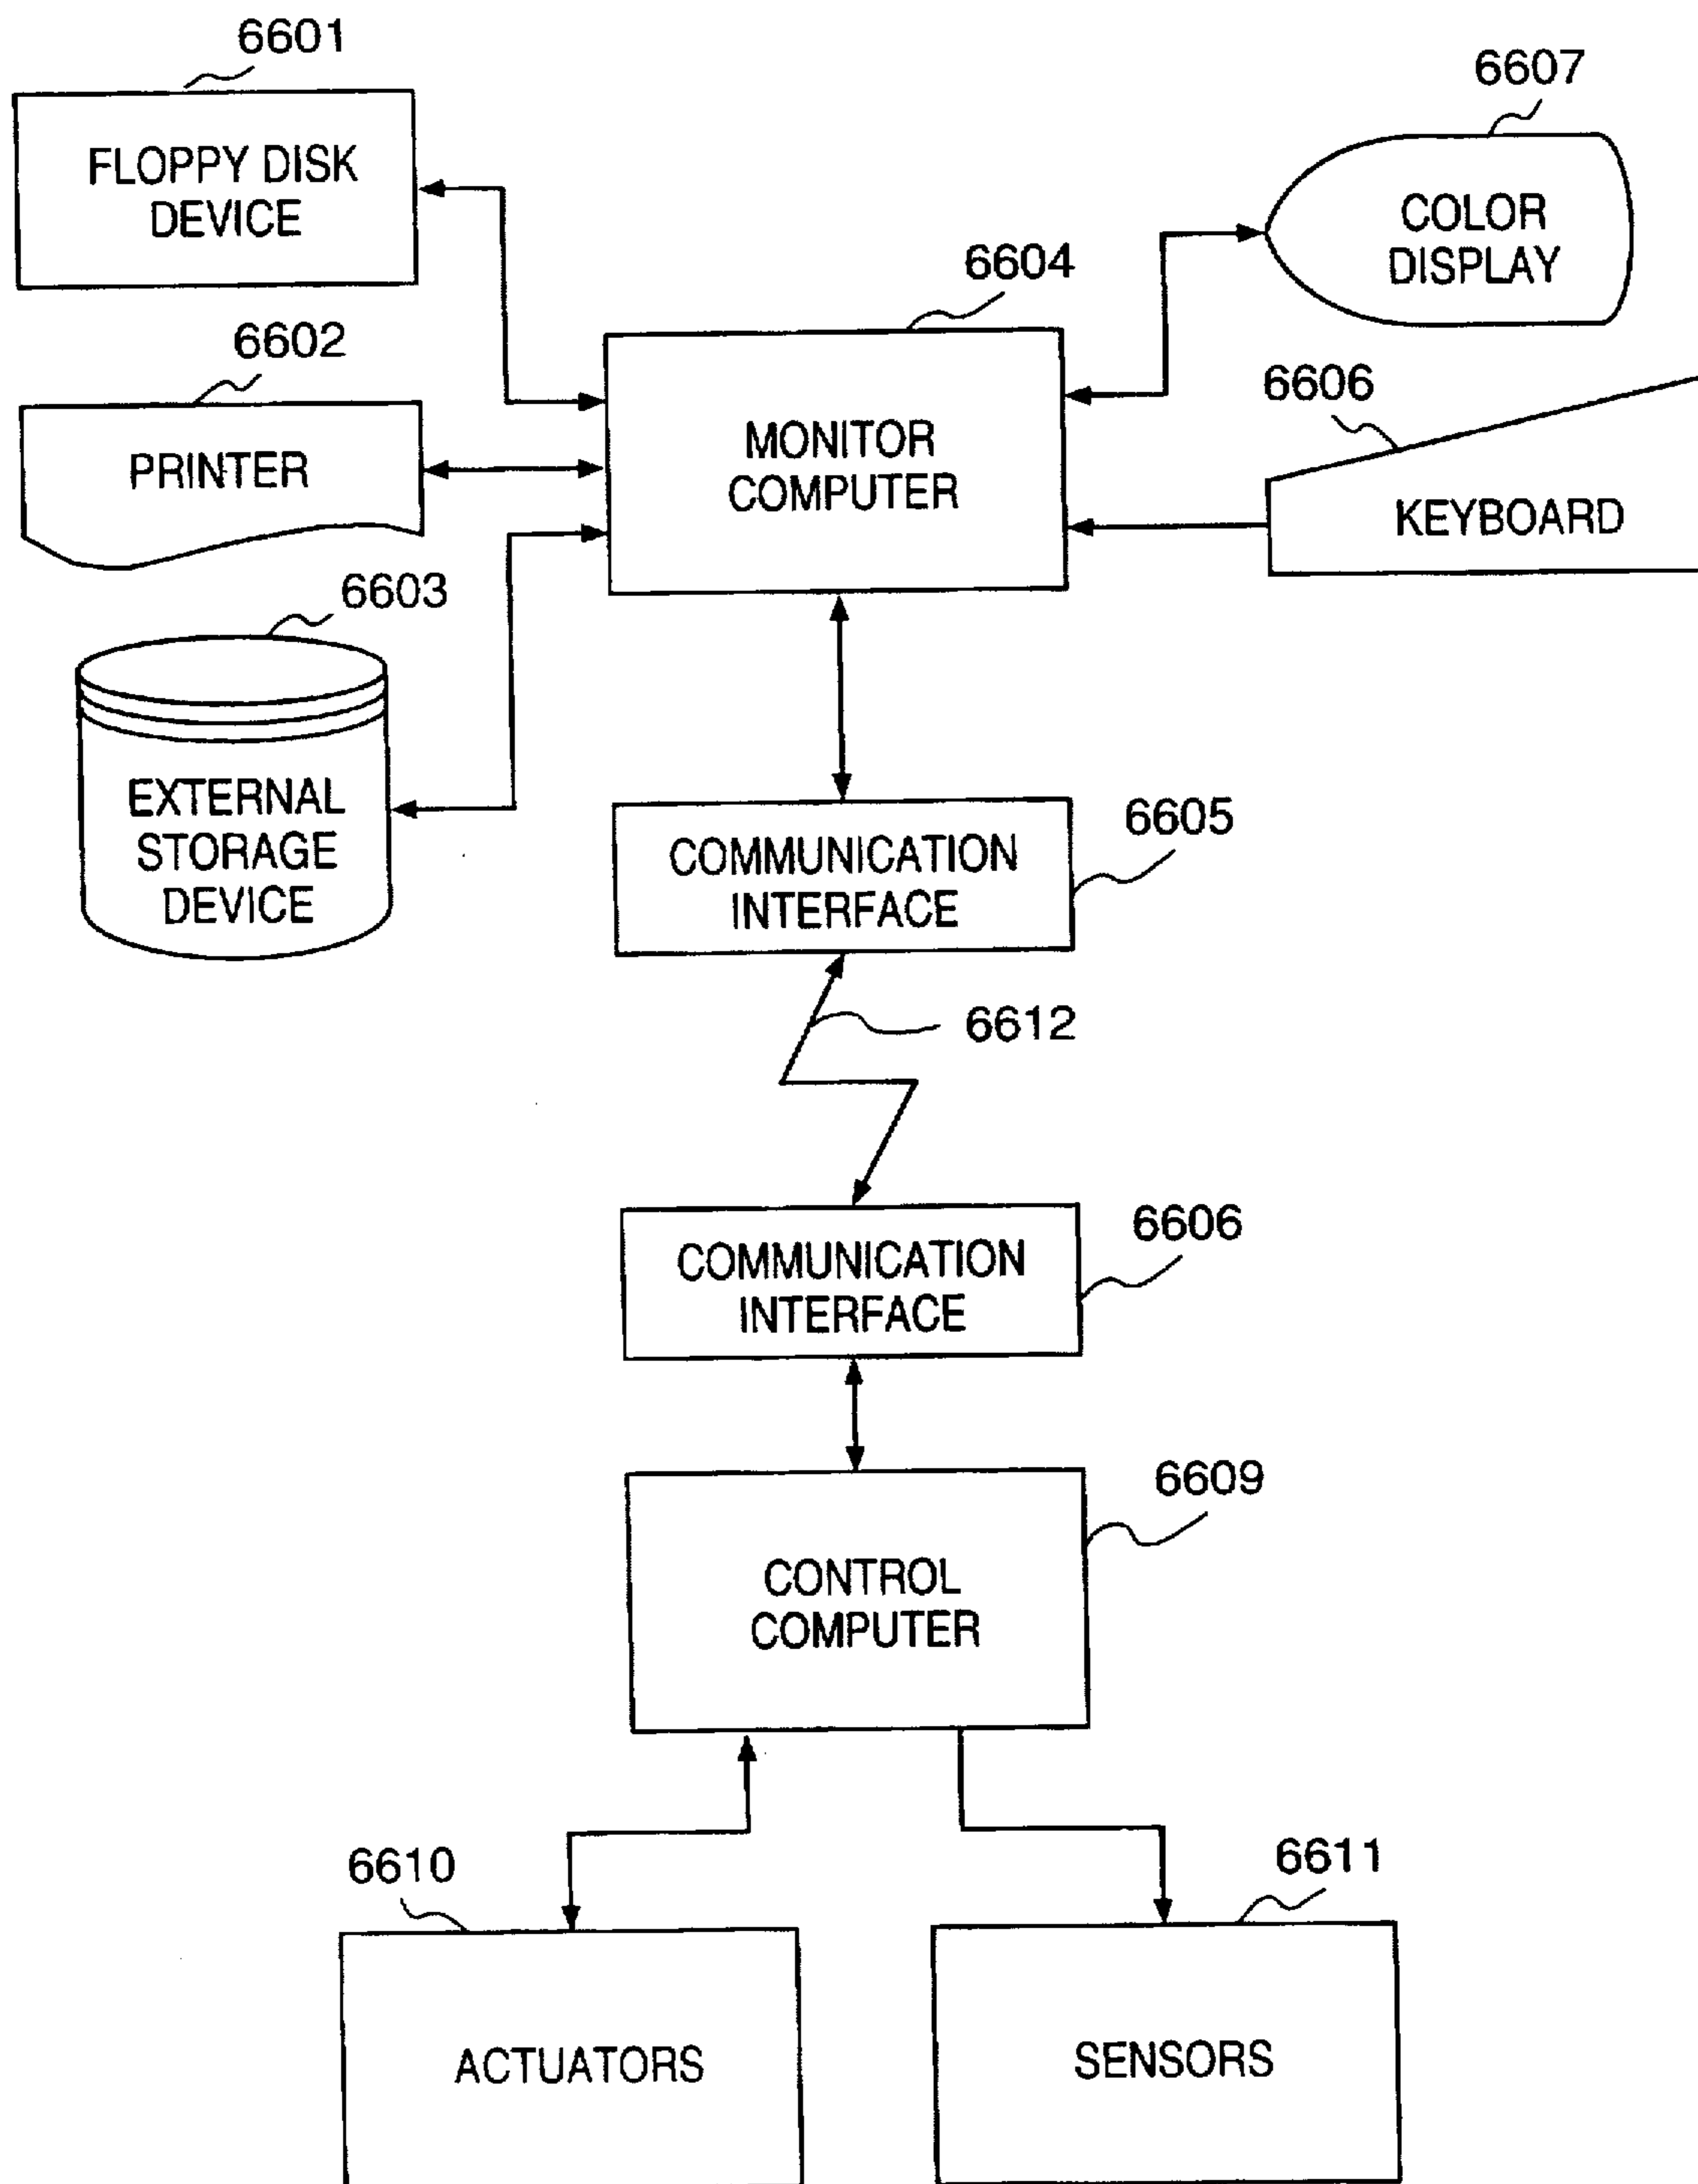 6601
FLOPPY DISK
DEVICE
6607
COLOR
DISPLAY
6604
MONITOR
COMPUTER
6602
PRINTER
6606
KEYBOARD
6603
EXTERNAL
STORAGE
DEVICE
6605
COMMUNICATION
INTERFACE
6612
6606
COMMUNICATION
INTERFACE
6609
CONTROL
COMPUTER
6610
ACTUATORS
6611
SENSORS